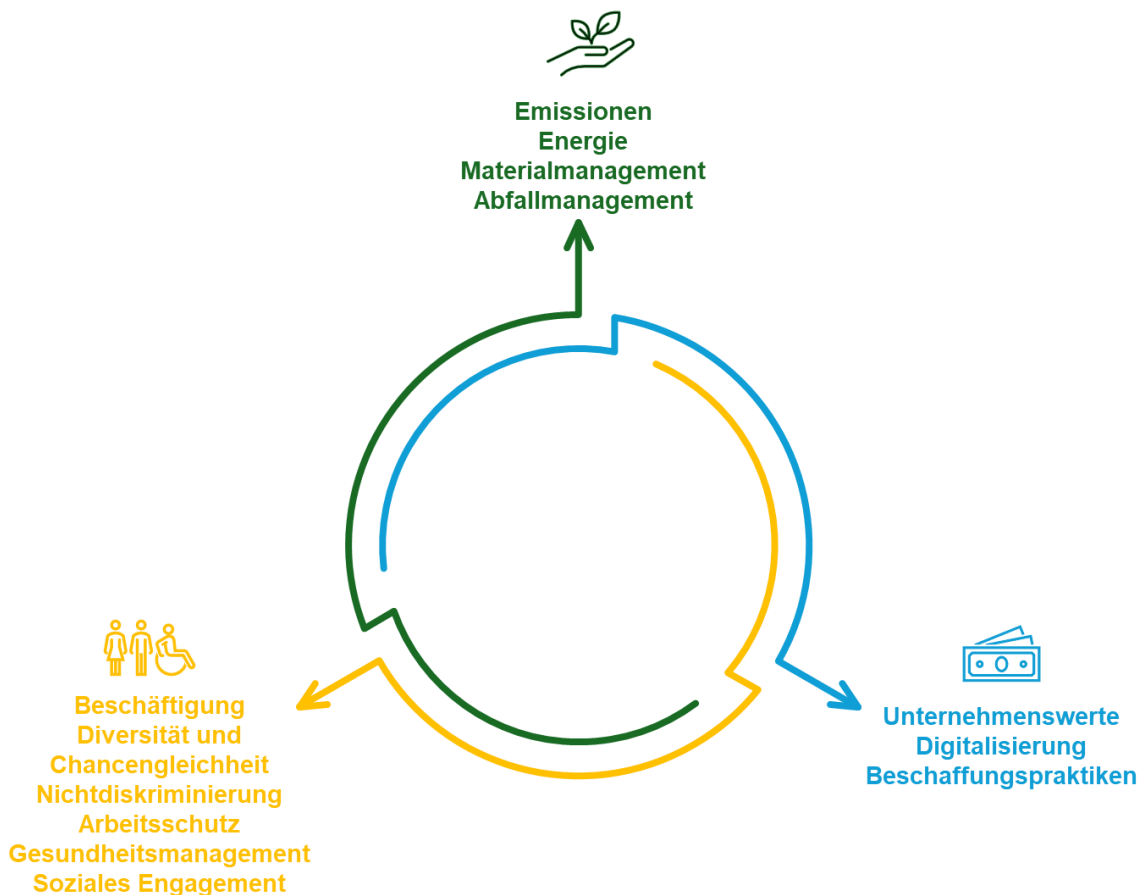 Emissionen
Energie
Materialmanagement
Abfallmanagement
Beschäftigung
Diversität und
Chancengleichheit
Nichtdiskriminierung
Arbeitsschutz
Gesundheitsmanagement
Soziales Engagement
Unternehmenswerte
Digitalisierung
Beschaffungspraktiken